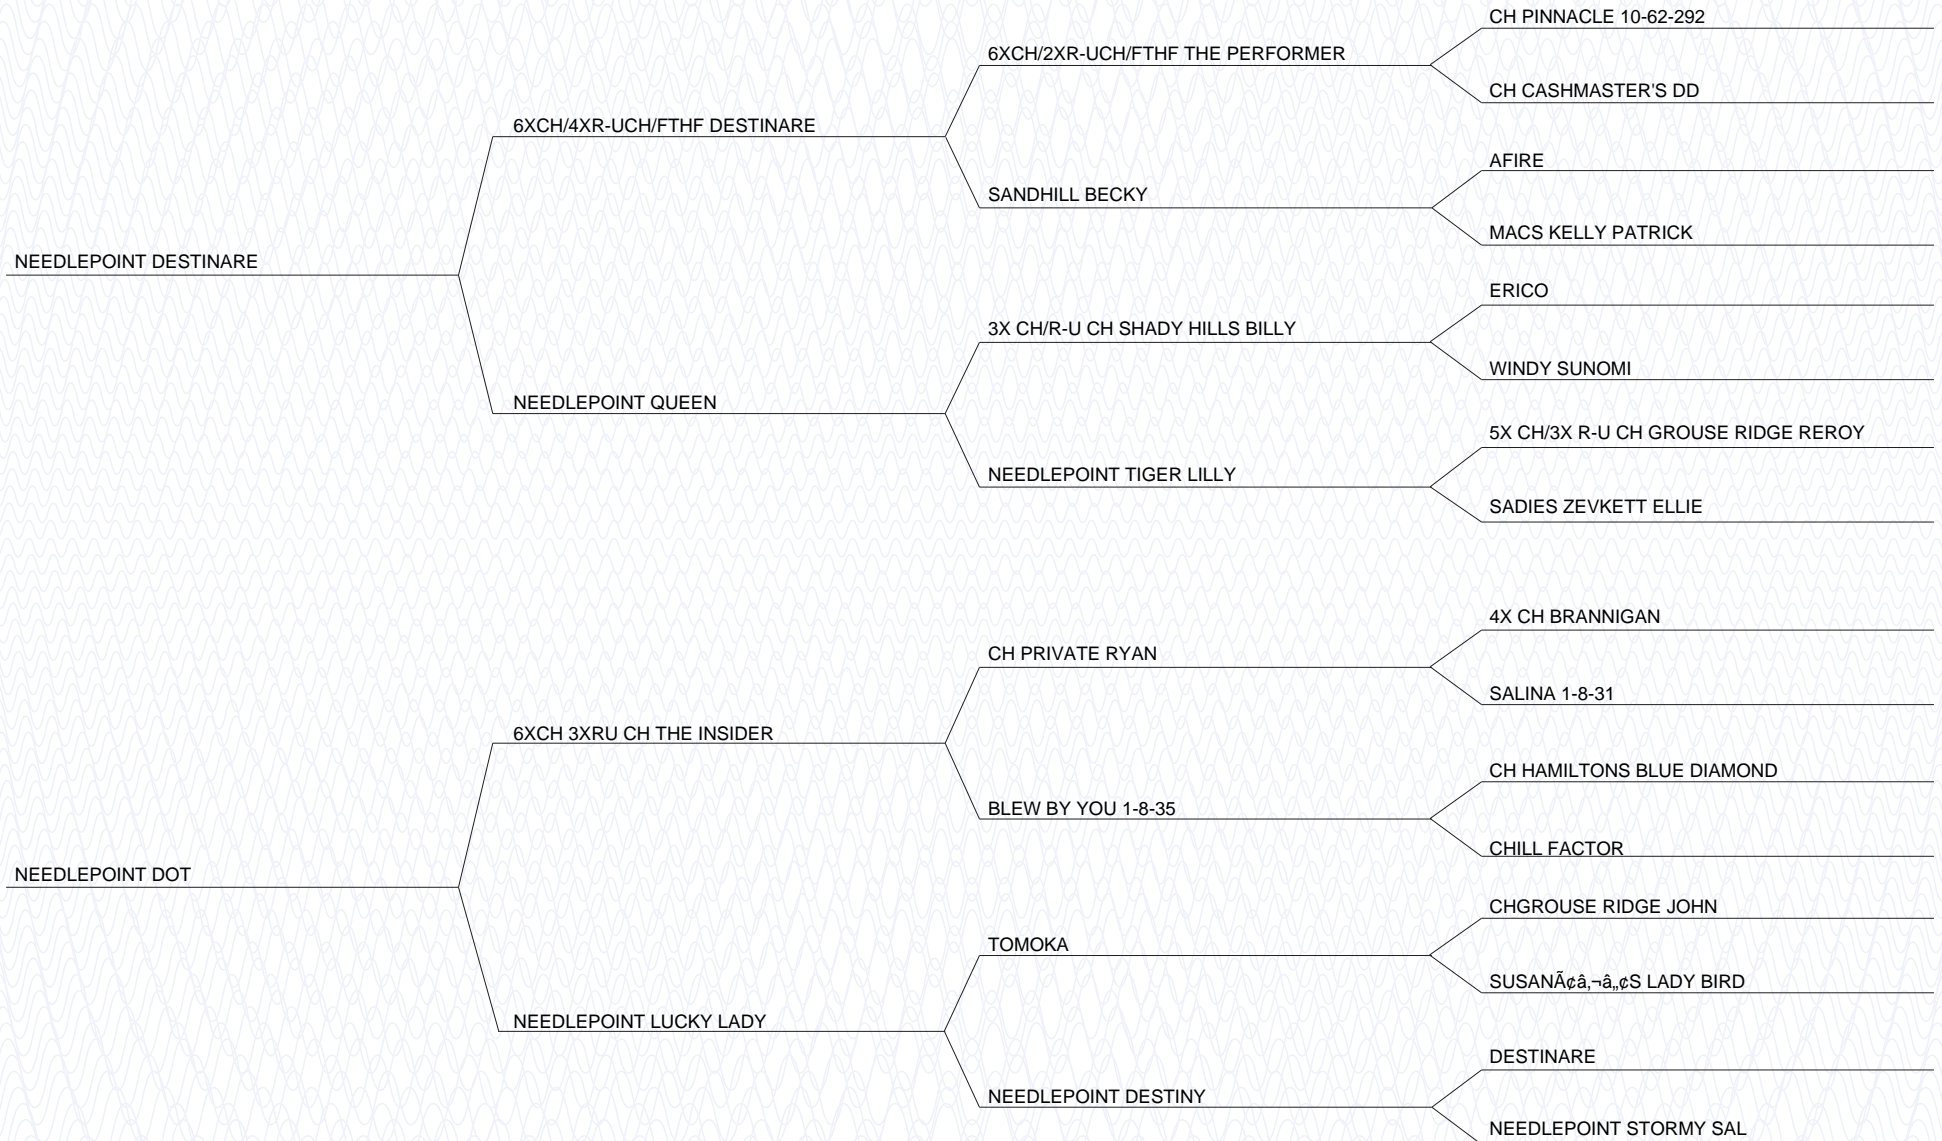 CH PINNACLE 10-62-292
6XCH/2XR-UCH/FTHF THE PERFORMER
CH CASHMASTER'S DD
6XCH/4XR-UCH/FTHF DESTINARE
AFIRE
SANDHILL BECKY
MACS KELLY PATRICK
NEEDLEPOINT DESTINARE
ERICO
3X CH/R-U CH SHADY HILLS BILLY
WINDY SUNOMI
NEEDLEPOINT QUEEN
5X CH/3X R-U CH GROUSE RIDGE REROY
NEEDLEPOINT TIGER LILLY
SADIES ZEVKETT ELLIE
4X CH BRANNIGAN
CH PRIVATE RYAN
SALINA 1-8-31
6XCH 3XRU CH THE INSIDER
CH HAMILTONS BLUE DIAMOND
BLEW BY YOU 1-8-35
CHILL FACTOR
NEEDLEPOINT DOT
CHGROUSE RIDGE JOHN
TOMOKA
SUSANÃ¢â‚¬â„¢S LADY BIRD
NEEDLEPOINT LUCKY LADY
DESTINARE
NEEDLEPOINT DESTINY
NEEDLEPOINT STORMY SAL